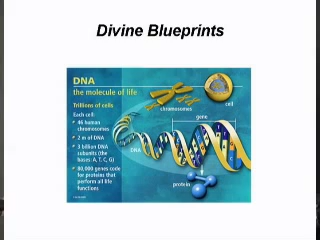 Divine Blueprints
DNA
the molecule of life
Trillions of cells
Each cell:
46 human
chromosomes
2 m of DNA
3 billion DNA
subunits (the
bases: A, T, C, G)
80,000 genes code
for proteins that
perform all life
functions
cell
chromosomes
gene
DNA
protein